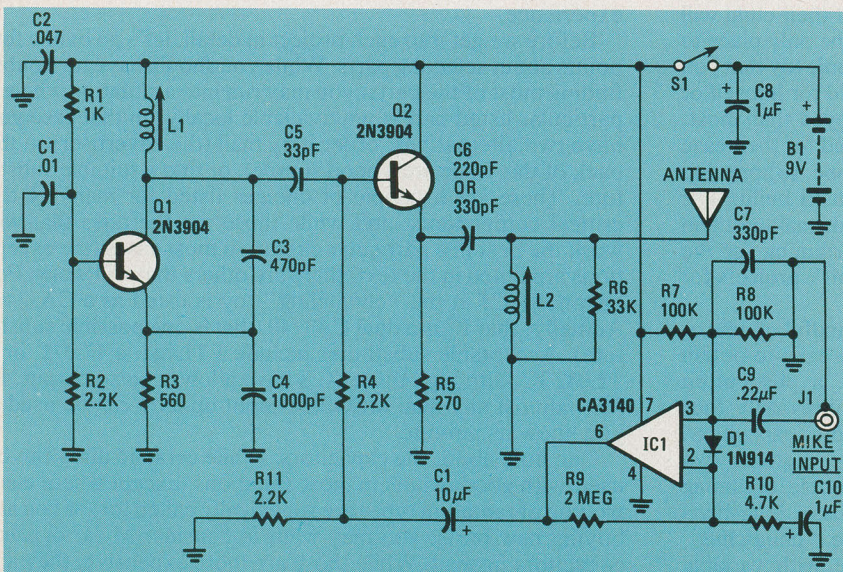 C2
.047
R1
1K
C1
.01
L1
Q1
2N3904
C5
33pF
Q2
2N3904
C6
220pF
OR
330pF
S1
+
C8
1µF
+
B1
9V
ANTENNA
C7
330pF
C3
470pF
L2
R6
33K
R7
100K
R8
100K
R2
2.2K
R3
560
C4
1000pF
R4
2.2K
R5
270
CA3140
7
3
6
IC1
4
2
D1
1N914
C9
.22µF
J1
MIKE
INPUT
R11
2.2K
C1
10µF
+
R9
2 MEG
R10
4.7K
+
C10
1µF